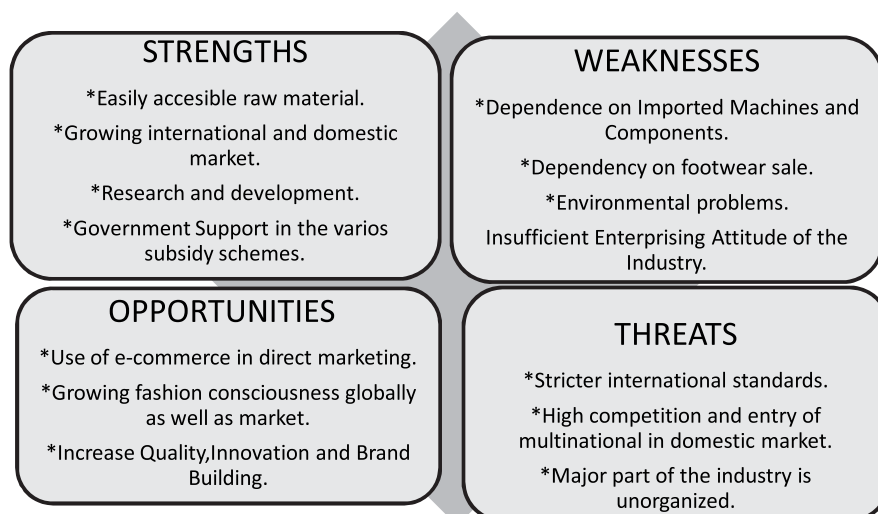 STRENGTHS
*Easily accesible raw material.
*Growing international and domestic
market.
*Research and development.
*Government Support in the varios
subsidy schemes.
WEAKNESSES
*Dependence on Imported Machines and
Components.
*Dependency on footwear sale.
*Environmental problems.
Insufficient Enterprising Attitude of the
Industry.
OPPORTUNITIES
*Use of e-commerce in direct marketing.
*Growing fashion consciousness globally
as well as market.
*Increase Quality,Innovation and Brand
Building.
THREATS
*Stricter international standards.
*High competition and entry of
multinational in domestic market.
*Major part of the industry is
unorganized.